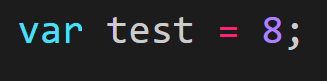 var test = 8;